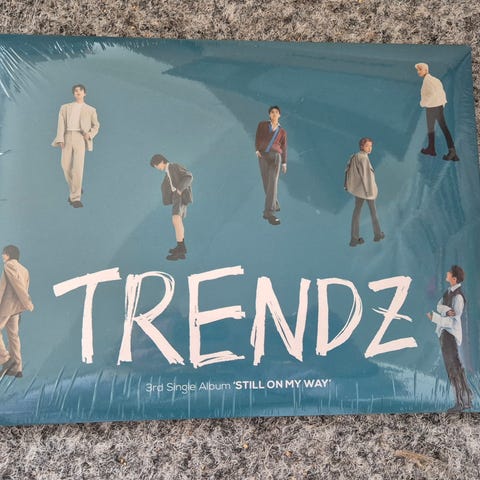 TRENDZ
3rd Single Album 'STILL ON MY WAY'